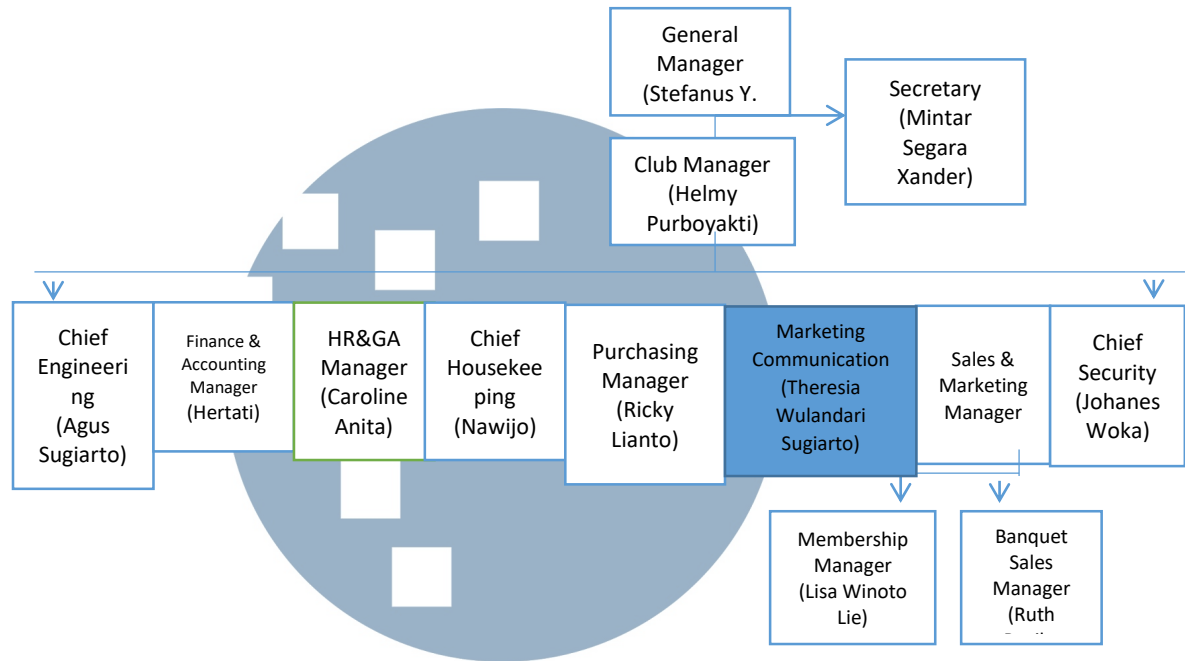 General
Manager
(Stefanus Y.
Secretary
(Mintar
Segara
Xander)
Club Manager
(Helmy
Purboyakti)
Chief
Engineeri
ng
(Agus
Sugiarto)
Finance &
Accounting
Manager
(Hertati)
HR&GA
Manager
(Caroline
Anita)
Chief
Housekee
ping
(Nawijo)
Purchasing
Manager
(Ricky
Lianto)
Marketing
Communication
(Theresia
Wulandari
Sugiarto)
Sales &
Marketing
Manager
Chief
Security
(Johanes
Woka)
Membership
Manager
(Lisa Winoto
Lie)
Banquet
Sales
Manager
(Ruth